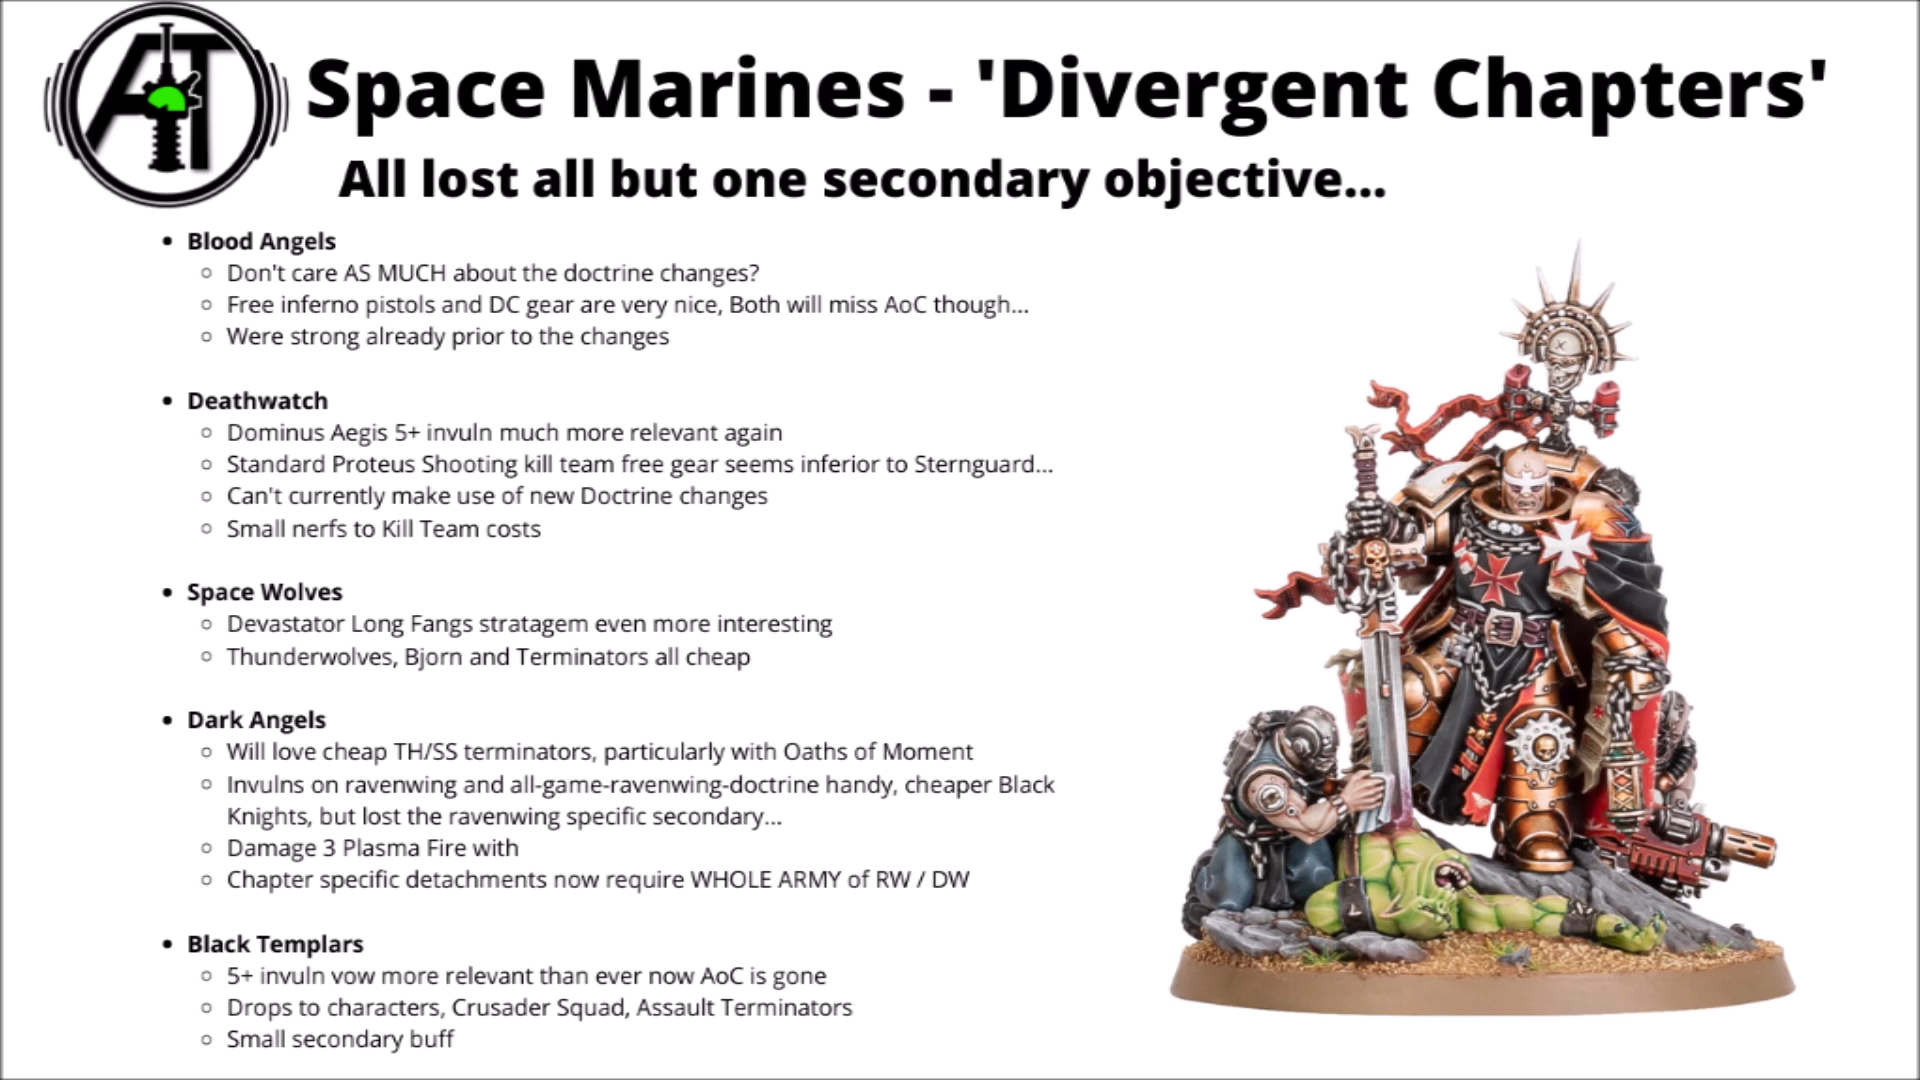 AT
Space Marines - 'Divergent Chapters'
All lost all but one secondary objective...
• Blood Angels
○ Don't care AS MUCH about the doctrine changes?
○ Free inferno pistols and DC gear are very nice, Both will miss AoC though...
○ Were strong already prior to the changes
• Deathwatch
○ Dominus Aegis 5+ invuln much more relevant again
○ Standard Proteus Shooting kill team free gear seems inferior to Sternguard...
○ Can't currently make use of new Doctrine changes
○ Small nerfs to Kill Team costs
• Space Wolves
○ Devastator Long Fangs stratagem even more interesting
○ Thunderwolves, Bjorn and Terminators all cheap
• Dark Angels
○ Will love cheap TH/SS terminators, particularly with Oaths of Moment
○ Invulns on ravenwing and all-game-ravenwing-doctrine handy, cheaper Black
Knights, but lost the ravenwing specific secondary...
○ Damage 3 Plasma Fire with
○ Chapter specific detachments now require WHOLE ARMY of RW / DW
• Black Templars
○ 5+ invuln vow more relevant than ever now AoC is gone
○ Drops to characters, Crusader Squad, Assault Terminators
○ Small secondary buff